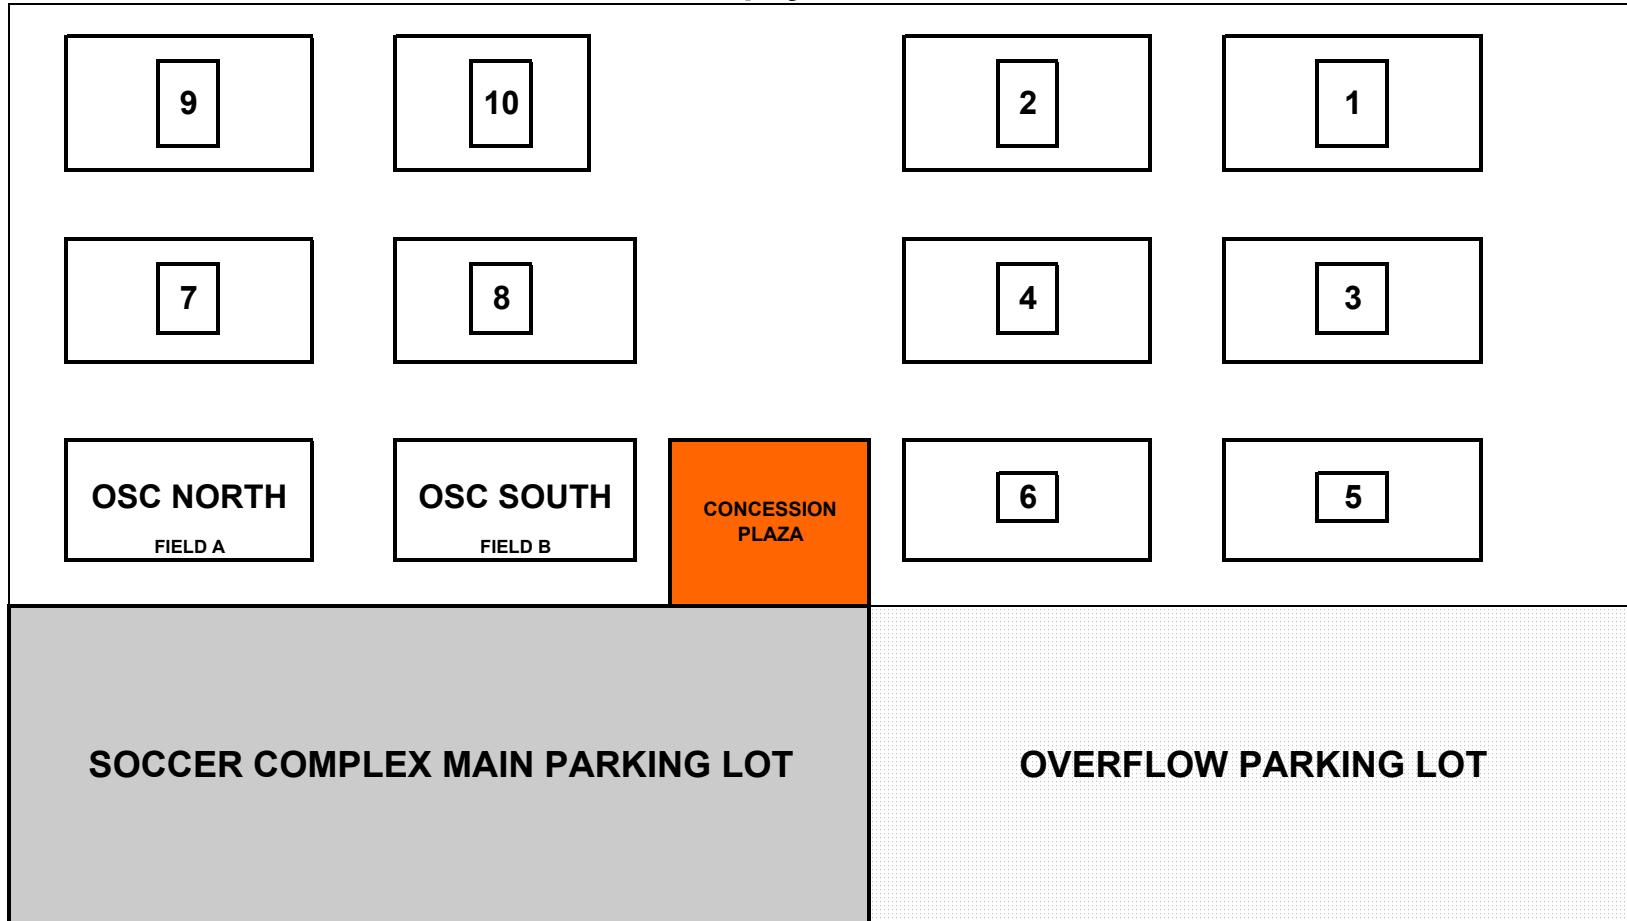 9
10
2
1
7
8
4
3
OSC NORTH
FIELD A
OSC SOUTH
FIELD B
CONCESSION
PLAZA
6
5
SOCCER COMPLEX MAIN PARKING LOT
OVERFLOW PARKING LOT